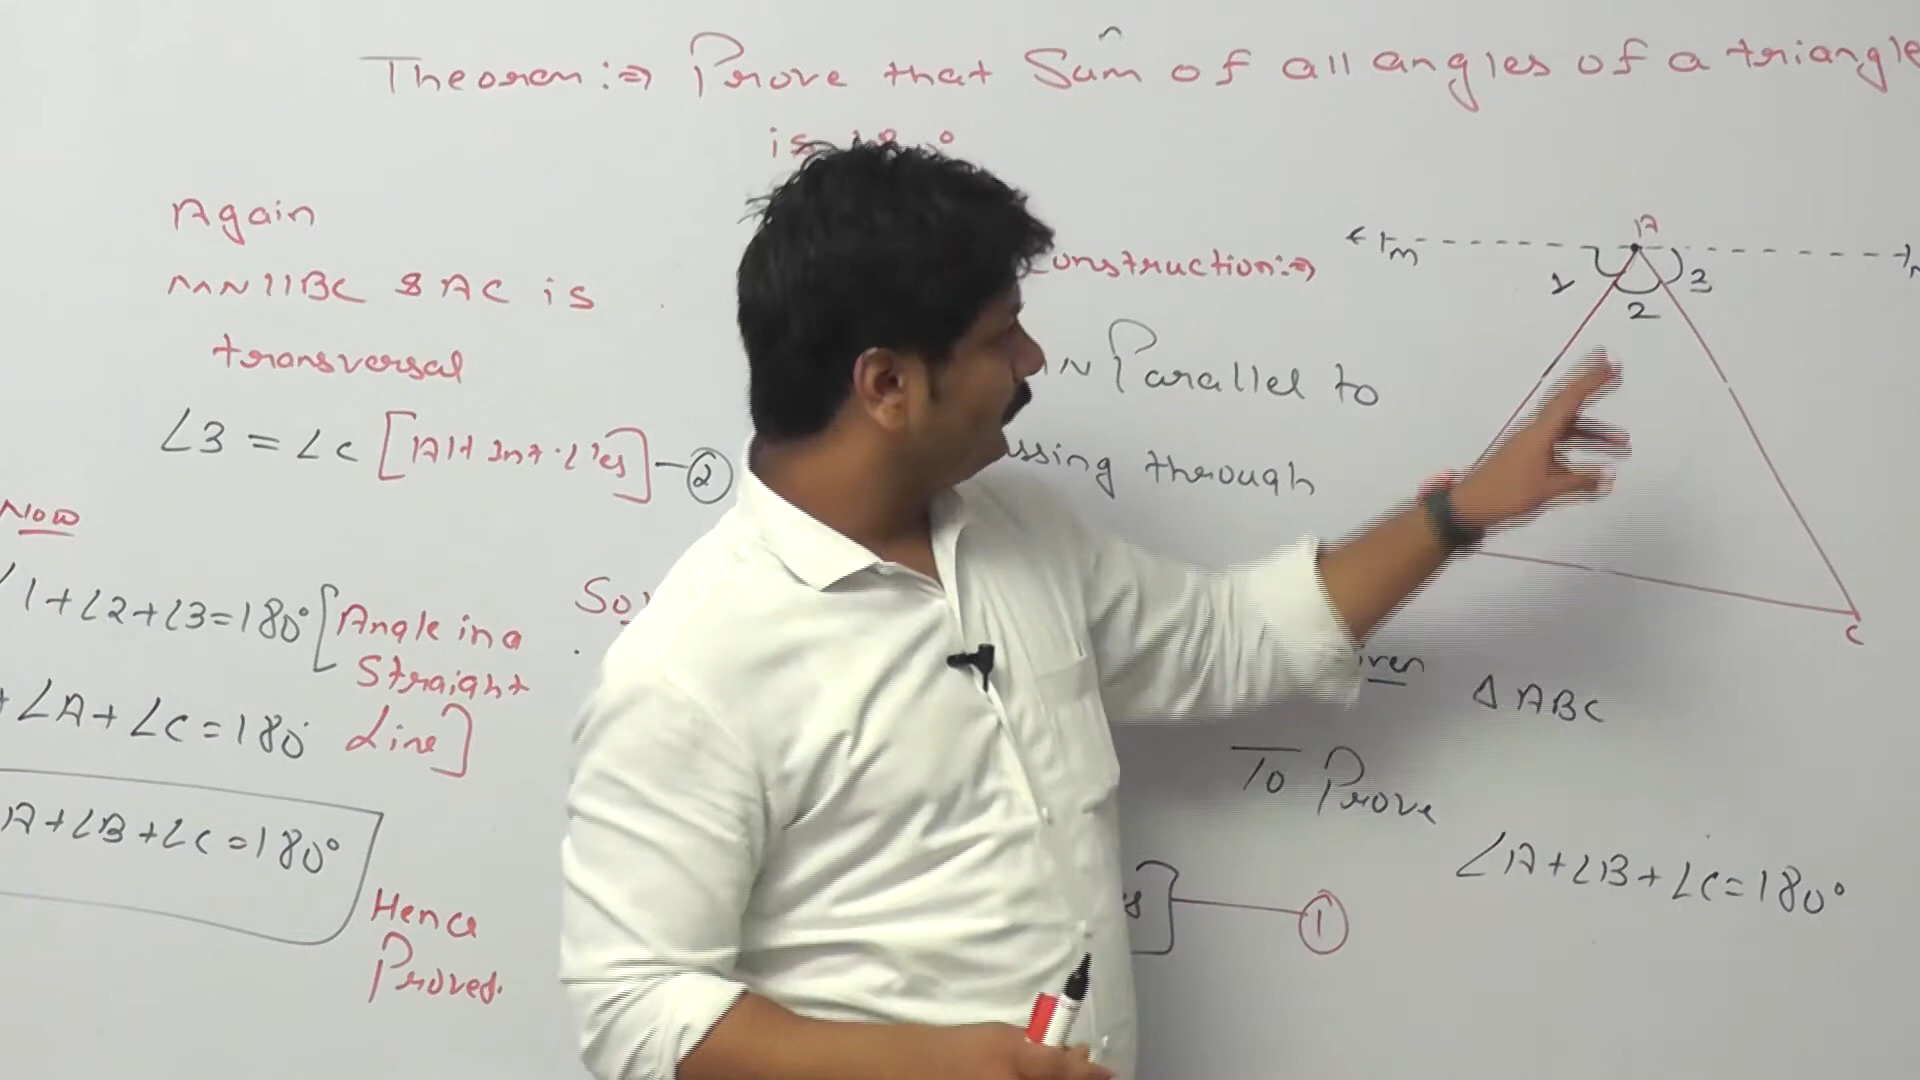 Theorem :⇒ Prove that Sum of all angles of a triangle
is
Again
mn || BC & AC is
transversal
∠3 = ∠C [Alt Int. ∠'es] — ②
Now
∠1+∠2+∠3=180° [Angle in a
Straight
Line]
+ ∠A + ∠C = 180°
A+∠B+∠C=180°
Hence
Proved.
Construction:⇒
Parallel to
through
A
m
1
2
3
C
△ABC
To Prove
∠A+∠B+∠C=180°
①